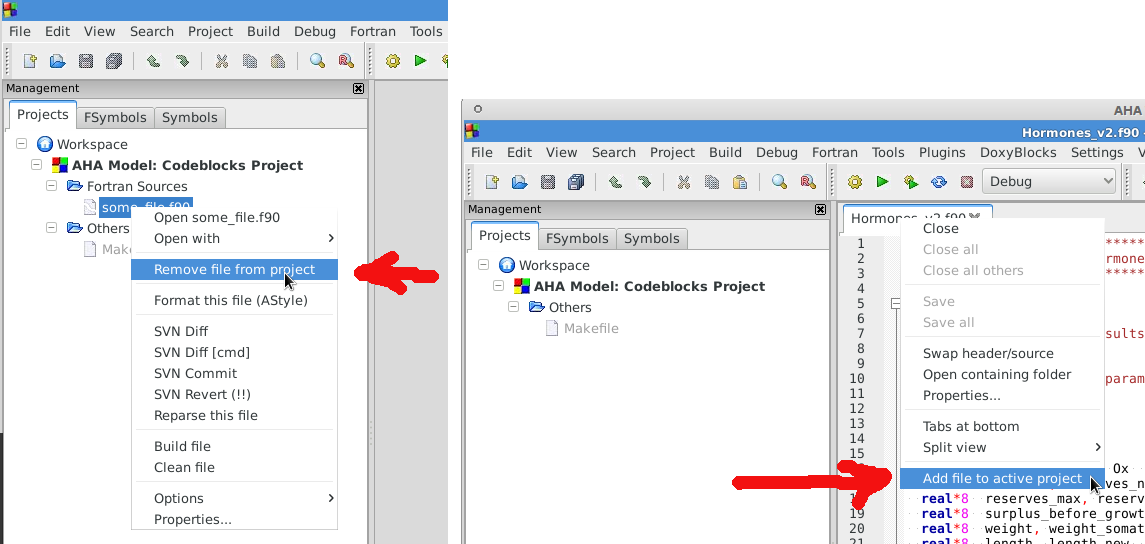 File Edit View Search Project Build Debug Fortran Tools
Management
Projects FSymbols Symbols
Workspace
AHA Model: Codeblocks Project
Fortran Sources
some_file.f90
Others
Open some_file.f90
Open with
Remove file from project
Format this file (AStyle)
SVN Diff
SVN Diff [cmd]
SVN Commit
SVN Revert (!!)
Reparse this file
Build file
Clean file
Options
Properties...
AHA
Hormones_v2.f90
File Edit View Search Project Build Debug Fortran Tools Plugins DoxyBlocks Settings
Debug
Management
Projects FSymbols Symbols
Workspace
AHA Model: Codeblocks Project
Others
Makefile
Hormones_v2.f90
Close
Close all
Close all others
Save
Save all
Swap header/source
Open containing folder
Properties...
Tabs at bottom
Split view
Add file to active project
1
2
3
4
5
6
7
8
9
10
11
12
13
14
15
Ox
real*8 reserves_max,
19 real*8 surplus_before_growt
20 real*8 weight, weight_somat
21 real*8 length, length_new